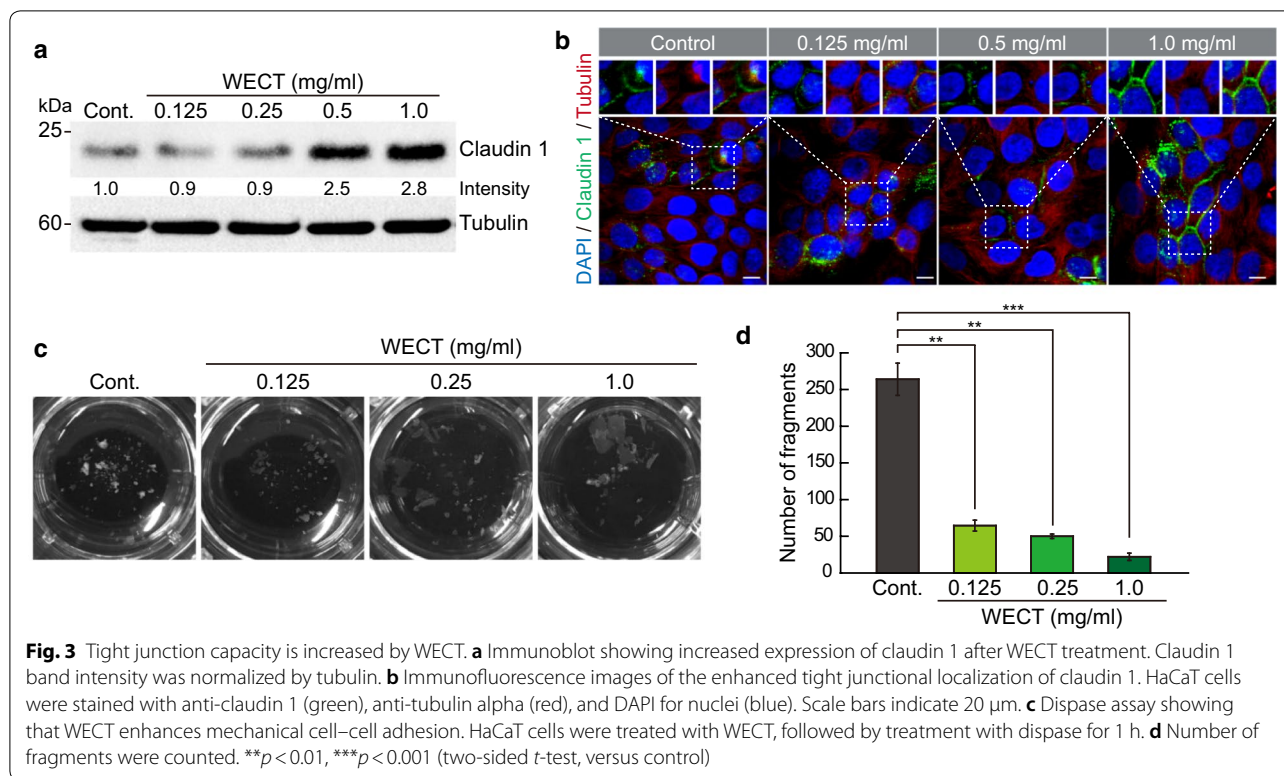 a
WECT (mg/ml)
kDa Cont. 0.125 0.25 0.5 1.0
25
Claudin 1
1.0 0.9 0.9 2.5 2.8 Intensity
60 Tubulin
b
Control 0.125 mg/ml 0.5 mg/ml 1.0 mg/ml
DAPI / Claudin 1 / Tubulin
c
WECT (mg/ml)
Cont. 0.125 0.25 1.0
d
***
**
**
Number of fragments
300
250
200
150
100
50
0
Cont. 0.125 0.25 1.0
WECT (mg/ml)
Fig. 3 Tight junction capacity is increased by WECT. a Immunoblot showing increased expression of claudin 1 after WECT treatment. Claudin 1
band intensity was normalized by tubulin. b Immunofluorescence images of the enhanced tight junctional localization of claudin 1. HaCaT cells
were stained with anti-claudin 1 (green), anti-tubulin alpha (red), and DAPI for nuclei (blue). Scale bars indicate 20 μm. c Dispase assay showing
that WECT enhances mechanical cell–cell adhesion. HaCaT cells were treated with WECT, followed by treatment with dispase for 1 h. d Number of
fragments were counted. **p < 0.01, ***p < 0.001 (two-sided t-test, versus control)